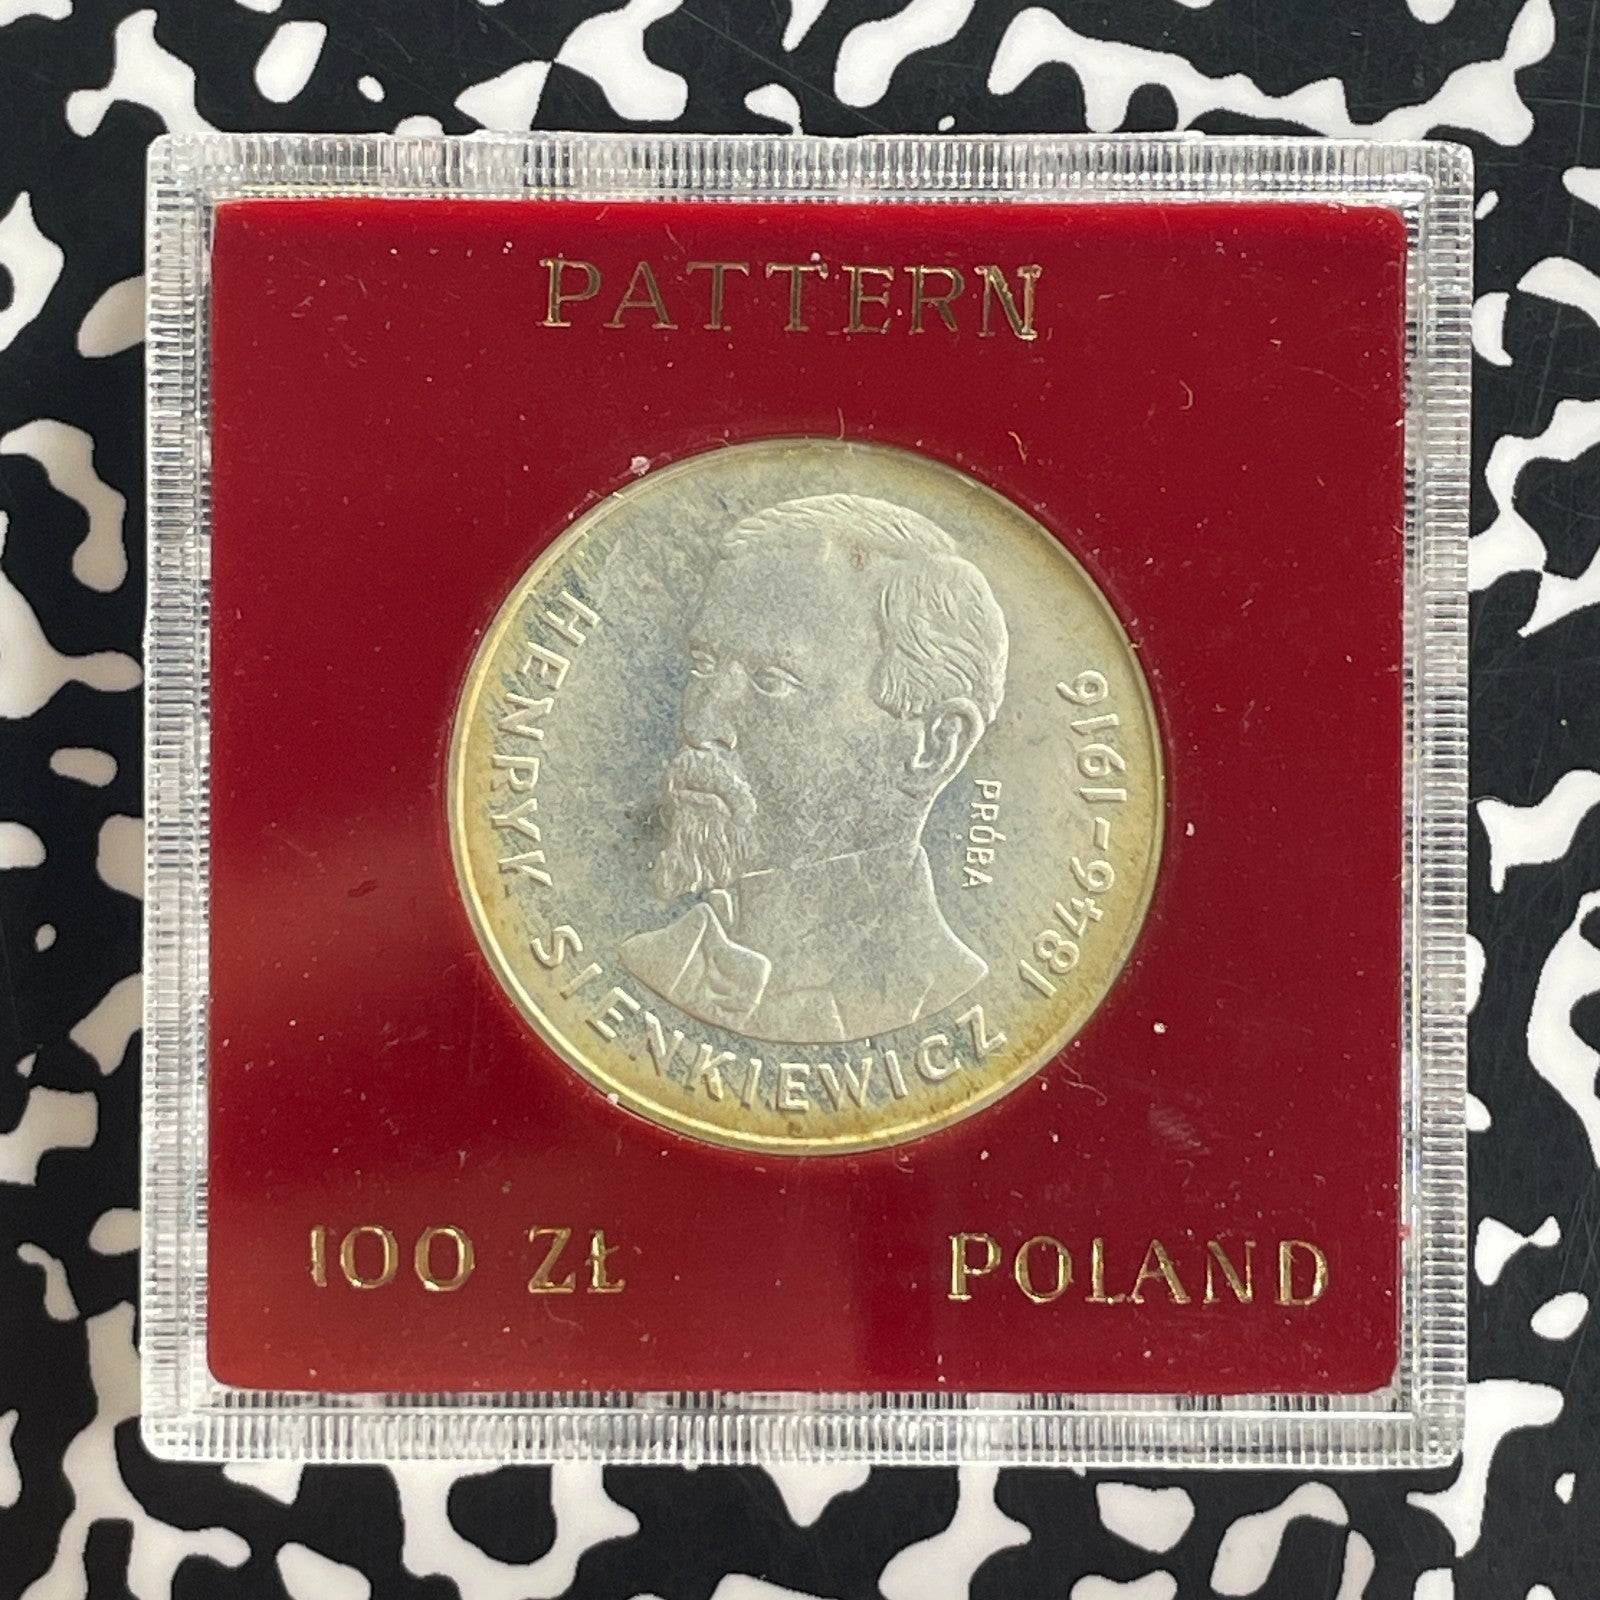 PATTERN
HENRYK SIENKIEWICZ 1846-1916
PRÓBA
100 ZŁ
POLAND